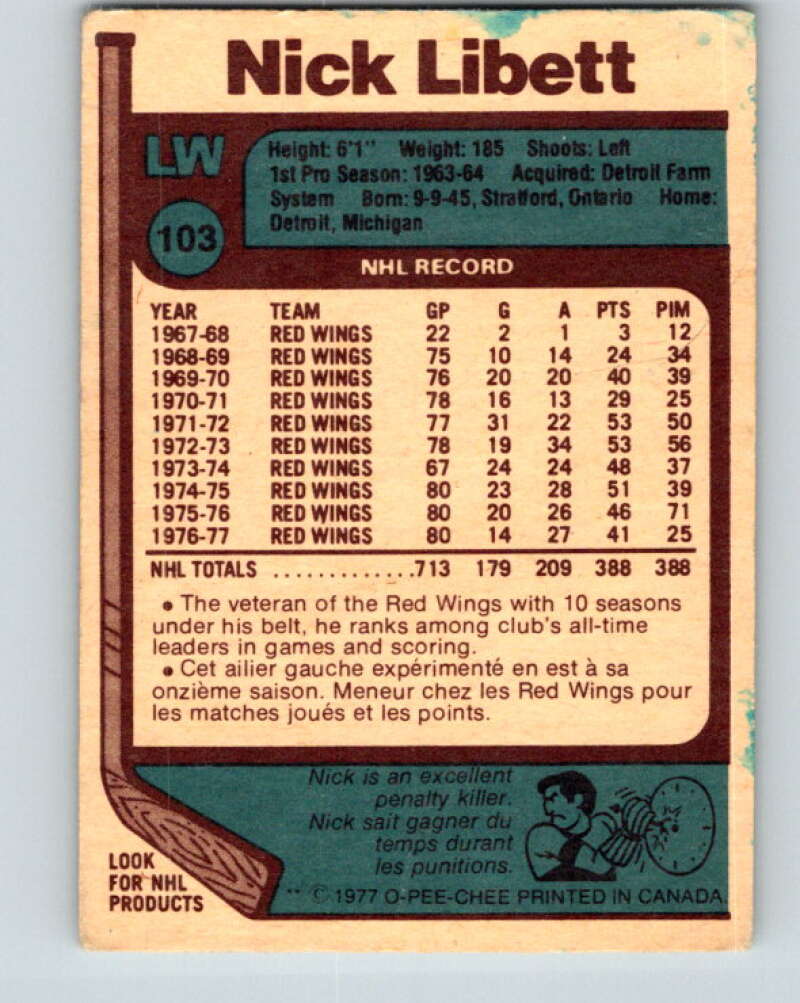 Nick Libett
LW
103
Height: 6'1" Weight: 185 Shoots: Left
1st Pro Season: 1963-64 Acquired: Detroit Farm
System Born: 9-9-45, Stratford, Ontario Home:
Detroit, Michigan
NHL RECORD
YEAR TEAM GP G A PTS PIM
1967-68 RED WINGS 22 2 1 3 12
1968-69 RED WINGS 75 10 14 24 34
1969-70 RED WINGS 76 20 20 40 39
1970-71 RED WINGS 78 16 13 29 25
1971-72 RED WINGS 77 31 22 53 50
1972-73 RED WINGS 78 19 34 53 56
1973-74 RED WINGS 67 24 24 48 37
1974-75 RED WINGS 80 23 28 51 39
1975-76 RED WINGS 80 20 26 46 71
1976-77 RED WINGS 80 14 27 41 25
NHL TOTALS .............713 179 209 388 388
• The veteran of the Red Wings with 10 seasons
under his belt, he ranks among club's all-time
leaders in games and scoring.
• Cet ailier gauche expérimenté en est à sa
onzième saison. Meneur chez les Red Wings pour
les matches joués et les points.
Nick is an excellent
penalty killer.
Nick sait gagner du
temps durant
les punitions.
LOOK
FOR NHL
PRODUCTS
** © 1977 O-PEE-CHEE PRINTED IN CANADA.